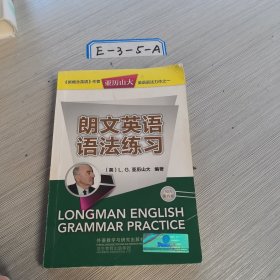 E-3-5-A
《新概念英语》作者
亚历山大
朗文英语
语法练习
〔英〕L. G. 亚历山大 编著
LONGMAN ENGLISH
GRAMMAR PRACTICE
外语教学与研究出版社